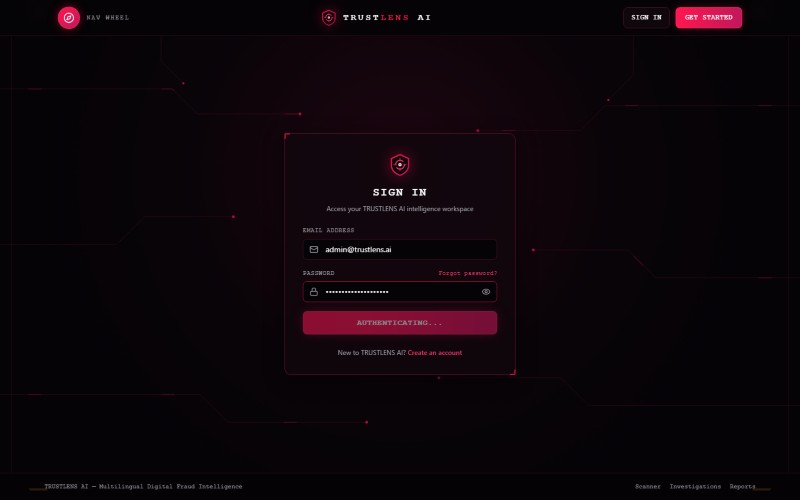 NAV WHEEL
TRUSTLENS AI
SIGN IN
GET STARTED
SIGN IN
Access your TRUSTLENS AI intelligence workspace
EMAIL ADDRESS
admin@trustlens.ai
PASSWORD
Forgot password?
••••••••••••••••••••
AUTHENTICATING...
New to TRUSTLENS AI? Create an account
TRUSTLENS AI — Multilingual Digital Fraud Intelligence
Scanner Investigations Reports